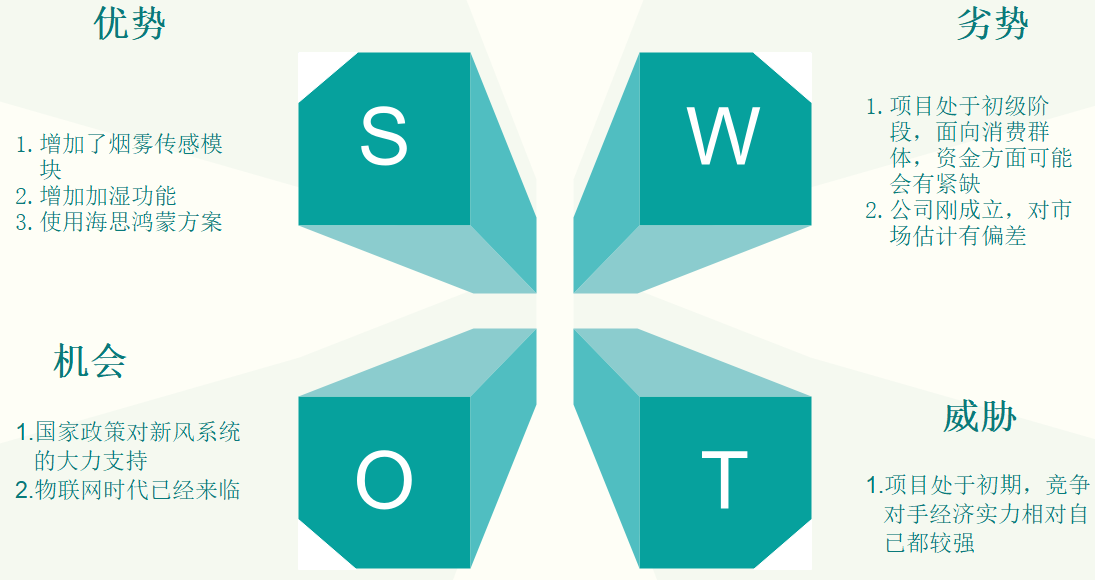 优势
1. 增加了烟雾传感模
块
2. 增加加湿功能
3. 使用海思鸿蒙方案
S
W
劣势
1. 项目处于初级阶
段，面向消费群
体，资金方面可能
会有紧缺
2. 公司刚成立，对市
场估计有偏差
机会
1.国家政策对新风系统
的大力支持
2.物联网时代已经来临
O
T
威胁
1.项目处于初期，竞争
对手经济实力相对自
己都较强